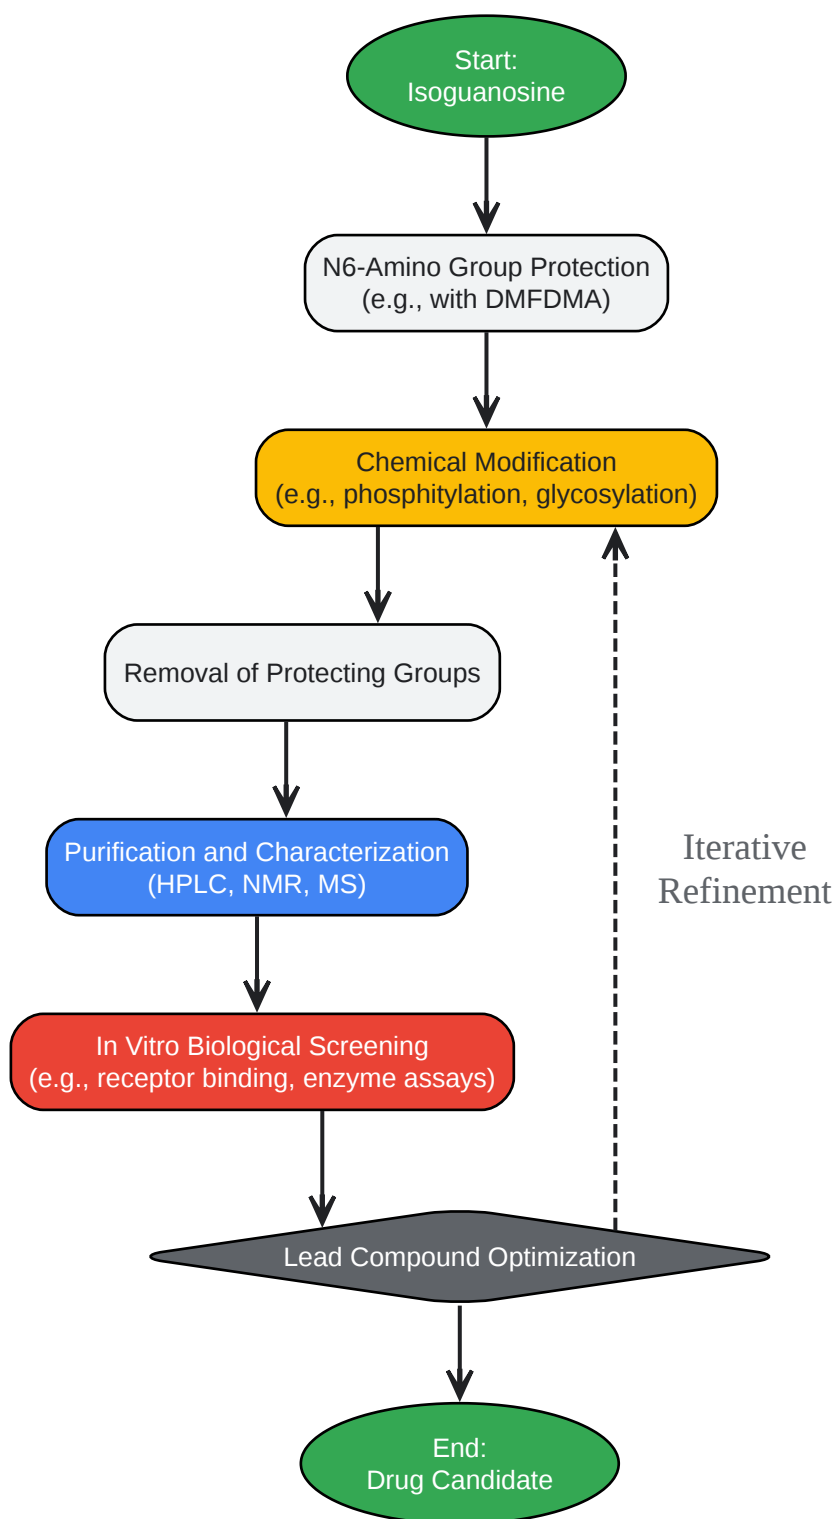 Start:
Isoguanosine
N6-Amino Group Protection
(e.g., with DMFDMA)
Chemical Modification
(e.g., phosphitylation, glycosylation)
Removal of Protecting Groups
Purification and Characterization
(HPLC, NMR, MS)
Iterative
Refinement
In Vitro Biological Screening
(e.g., receptor binding, enzyme assays)
Lead Compound Optimization
End:
Drug Candidate